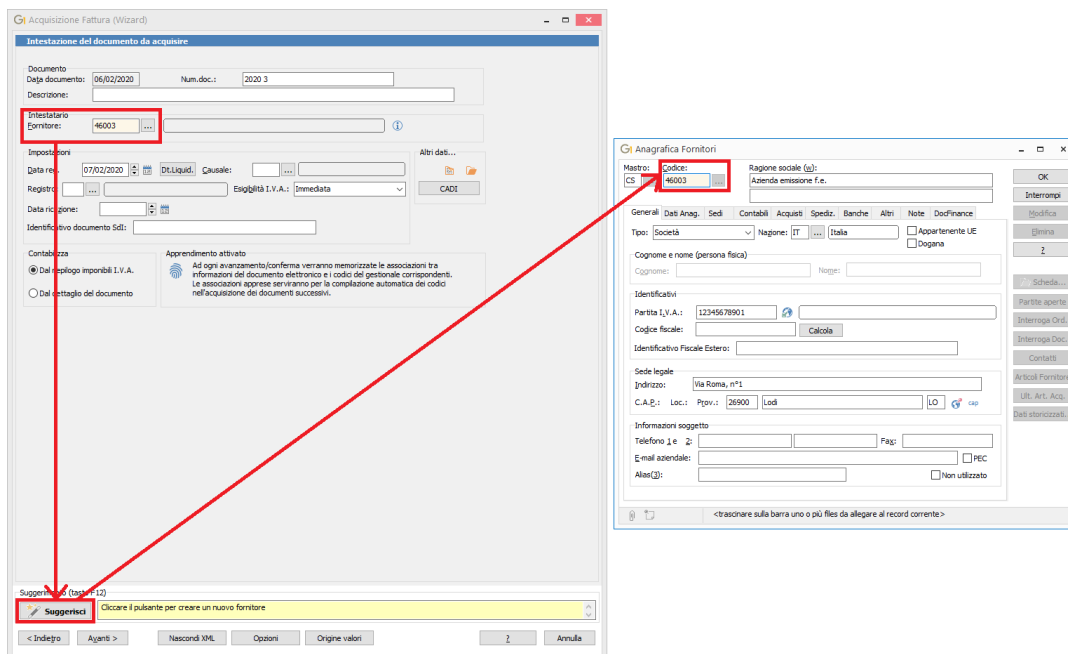 Acquisizione Fattura (Wizard)
Intestazione del documento da acquisire
Documento
Data documento: 06/02/2020 Num.doc.: 2020 3
Descrizione:
Intestatario
Fornitore: 46003 ...
Impostazioni
Data reg. 07/02/2020 Dt.Liquid. Causale: ...
Registro ... Esigibilità I.V.A.: Immediata
Data ricezione:
Identificativo documento SdI:
Altri dati...
CADI
Contabilizza
Dal riepilogo imponibili I.V.A.
Dal dettaglio del documento
Apprendimento attivato
Ad ogni avanzamento/conferma verranno memorizzate le associazioni tra
informazioni del documento elettronico e i codici del gestionale corrispondenti.
Le associazioni apprese serviranno per la compilazione automatica dei codici
nell'acquisizione dei documenti successivi.
Suggerimento (tasto F12)
Suggerisci Cliccare il pulsante per creare un nuovo fornitore
< Indietro Avanti > Nascondi XML Opzioni Origine valori ? Annulla
Anagrafica Fornitori
Mastro: Codice: Ragione sociale (w):
CS ... 46003 ... Azienda emissione f.e.
Generali Dati Anag. Sedi Contabili Acquisti Spediz. Banche Altri Note DocFinance
Tipo: Società Nazione: IT ... Italia Appartenente UE
Dogana
Cognome e nome (persona fisica)
Cognome: Nome:
Identificativi
Partita I.V.A.: 12345678901
Codice fiscale: Calcola
Identificativo Fiscale Estero:
Sede legale
Indirizzo: Via Roma, n°1
C.A.P.: Loc.: Prov.: 26900 Lodi LO cap
Informazioni soggetto
Telefono 1 e 2: Fax:
E-mail aziendale: PEC
Alias(3): Non utilizzato
<trascinare sulla barra uno o più files da allegare al record corrente>
OK
Interrompi
Modifica
Elimina
?
Scheda...
Partite aperte
Interroga Ord.
Interroga Doc.
Contatti
Articoli Fornitore
Ult. Art. Acq.
Dati storicizzati.